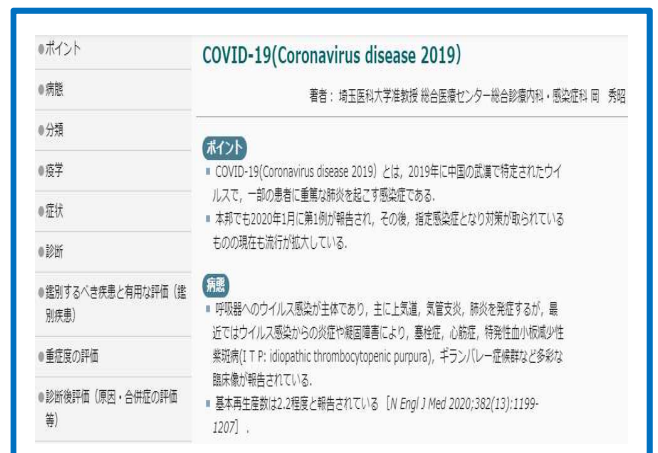 ●ポイント
●病態
●分類
●疫学
●症状
●診断
●鑑別するべき疾患と有用な評価（鑑
別疾患）
●重症度の評価
●診断後評価（原因・合併症の評価
等）
COVID-19(Coronavirus disease 2019)
著者： 埼玉医科大学准教授 総合医療センター総合診療内科・感染症科 岡　秀昭
ポイント
■ COVID-19(Coronavirus disease 2019）とは，2019年に中国の武漢で特定されたウイ
ルスで，一部の患者に重篤な肺炎を起こす感染症である．
■ 本邦でも2020年1月に第1例が報告され，その後，指定感染症となり対策が取られている
ものの現在も流行が拡大している．
病態
■ 呼吸器へのウイルス感染が主体であり，主に上気道，気管支炎，肺炎を発症するが，最
近ではウイルス感染からの炎症や凝固障害により，塞栓症，心筋症，特発性血小板減少性
紫斑病(I T P: idiopathic thrombocytopenic purpura)，ギランバレー症候群など多彩な
臨床像が報告されている．
■ 基本再生産数は2.2程度と報告されている［N Engl J Med 2020;382(13):1199-
1207］．